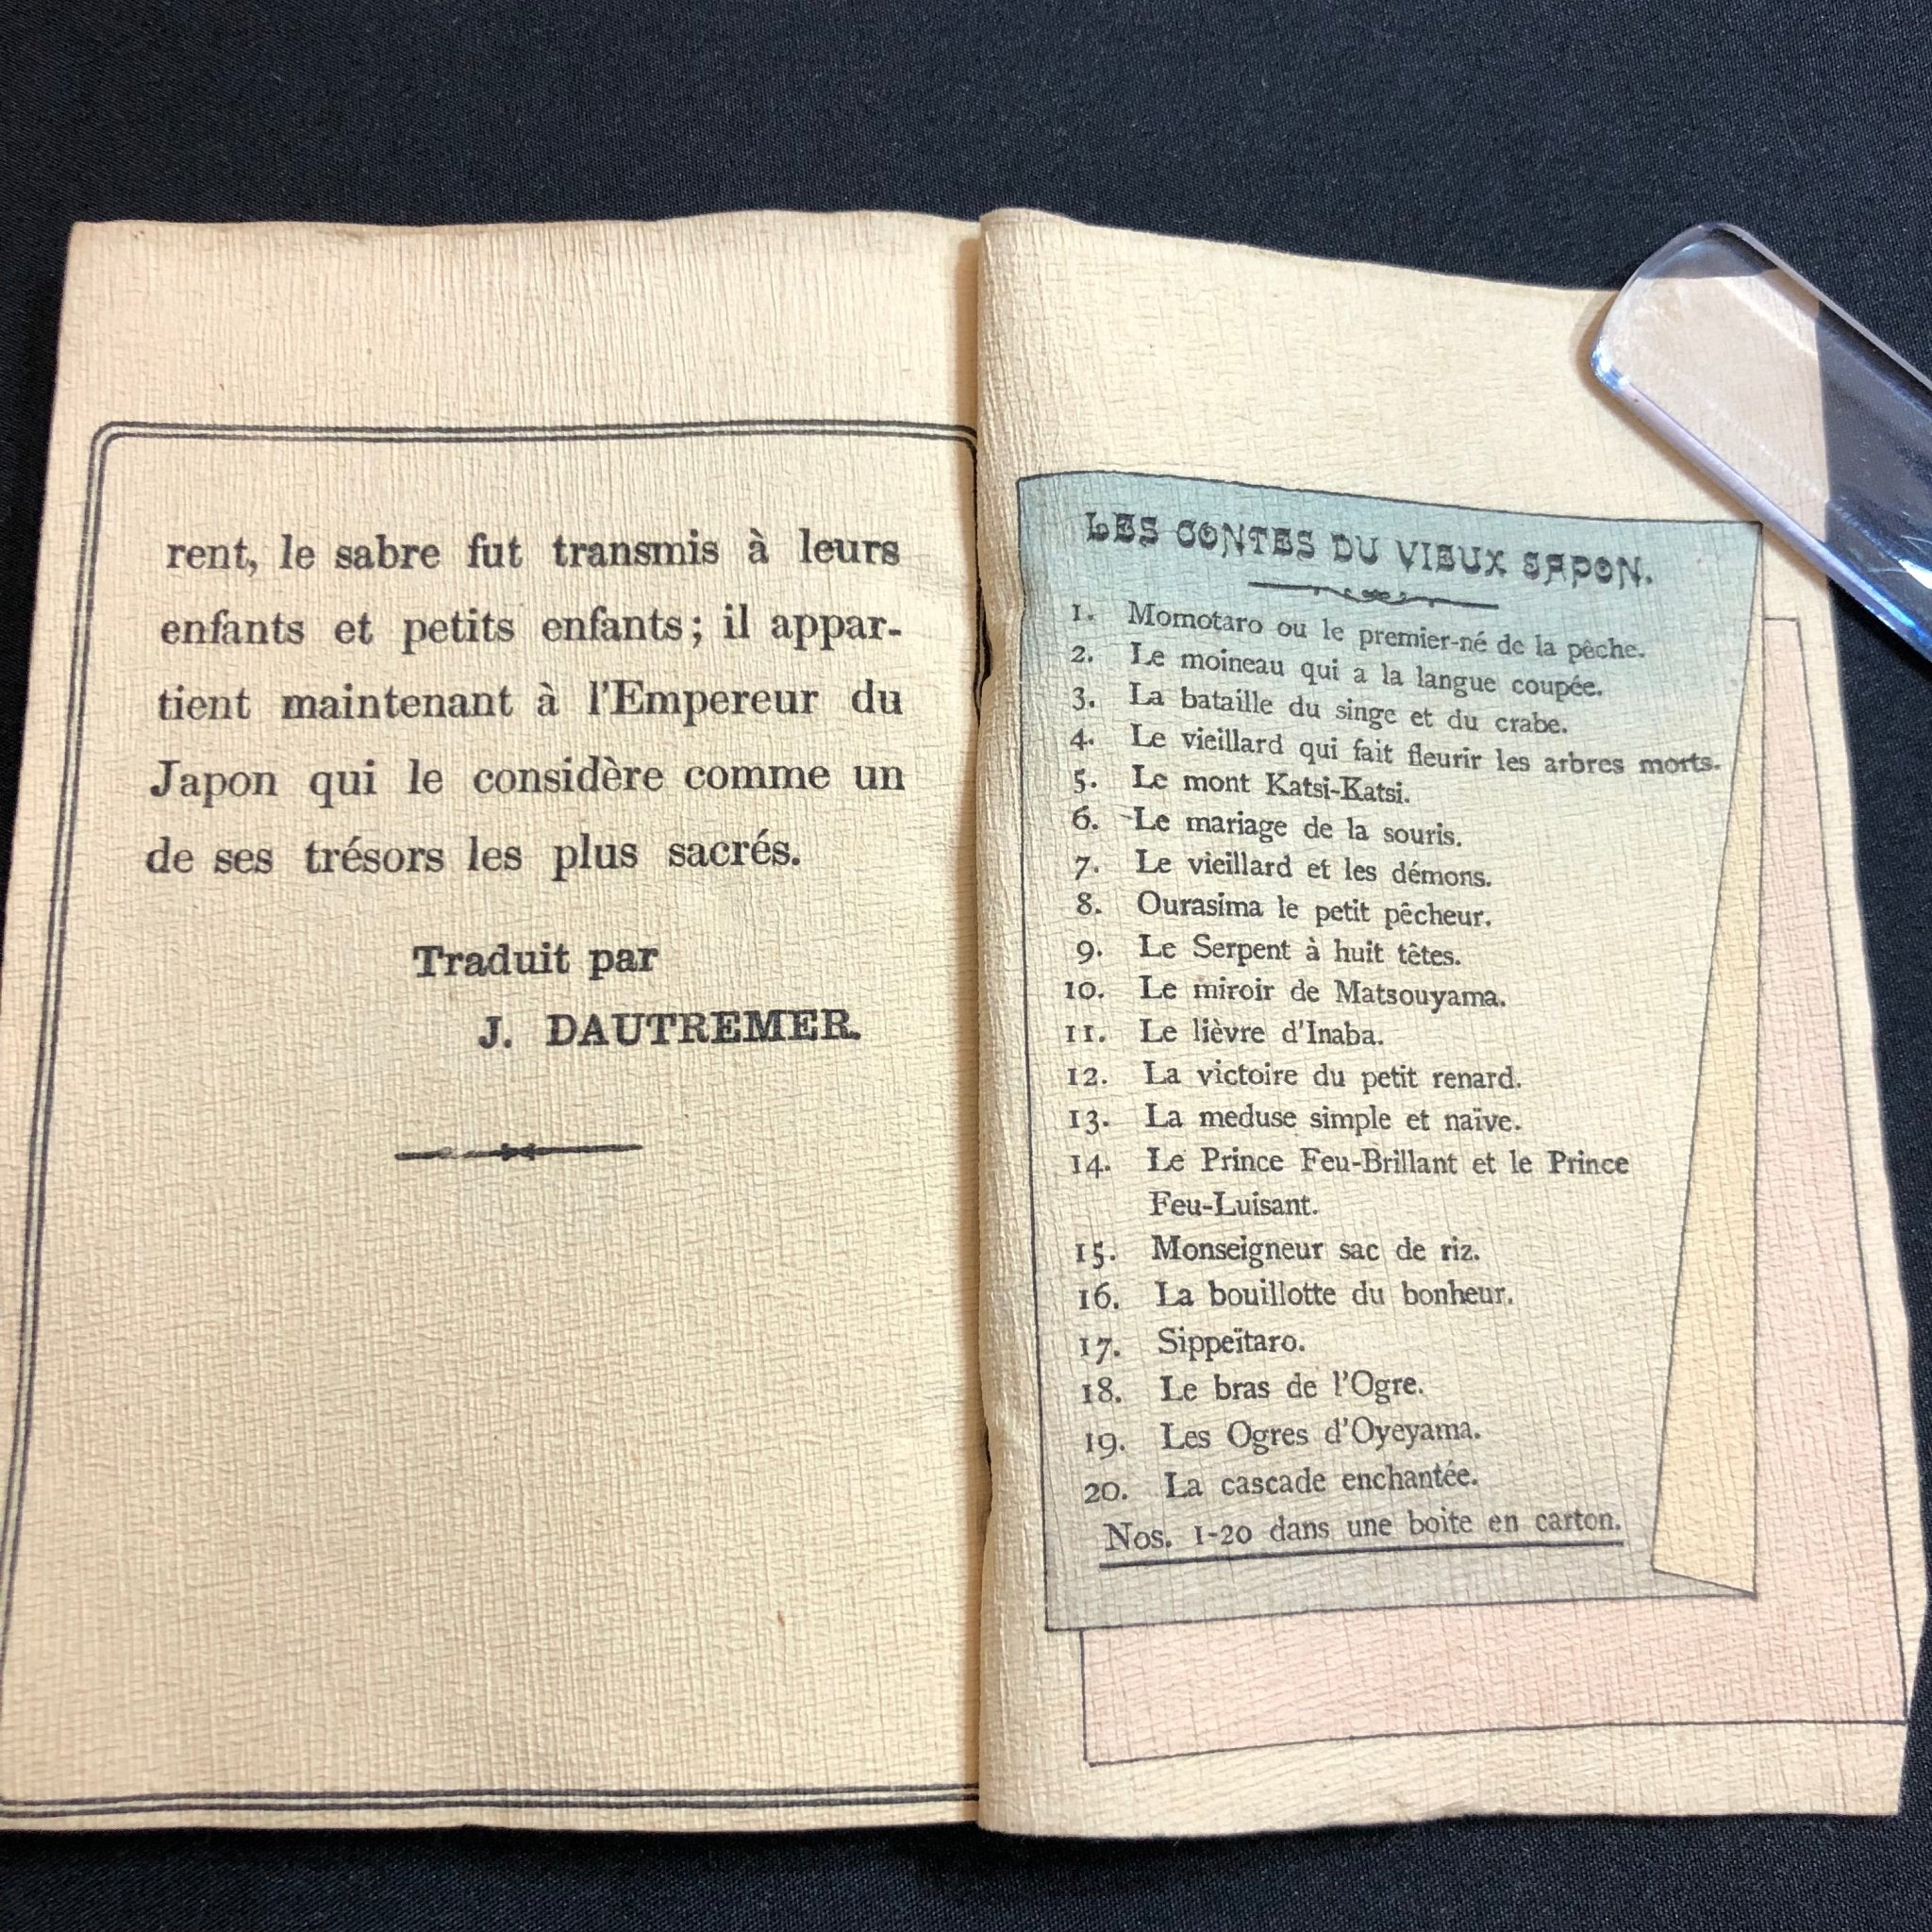 rent, le sabre fut transmis à leurs
enfants et petits enfants; il appar-
tient maintenant à l'Empereur du
Japon qui le considère comme un
de ses trésors les plus sacrés.
Traduit par
J. DAUTREMER.
LES CONTES DU VIEUX JAPON.
1. Momotaro ou le premier-né de la pêche.
2. Le moineau qui a la langue coupée.
3. La bataille du singe et du crabe.
4. Le vieillard qui fait fleurir les arbres morts.
5. Le mont Katsi-Katsi.
6. Le mariage de la souris.
7. Le vieillard et les démons.
8. Ourasima le petit pêcheur.
9. Le Serpent à huit têtes.
10. Le miroir de Matsouyama.
11. Le lièvre d'Inaba.
12. La victoire du petit renard.
13. La meduse simple et naïve.
14. Le Prince Feu-Brillant et le Prince
Feu-Luisant.
15. Monseigneur sac de riz.
16. La bouillotte du bonheur.
17. Sippeïtaro.
18. Le bras de l'Ogre.
19. Les Ogres d'Oyeyama.
20. La cascade enchantée.
Nos. 1-20 dans une boite en carton.